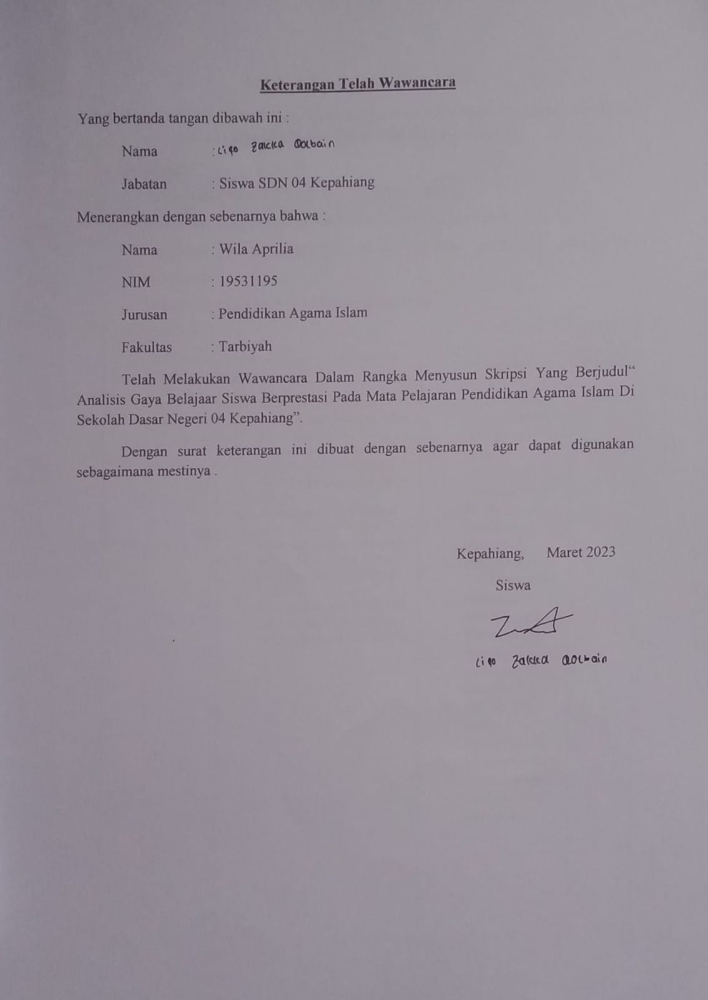 Keterangan Telah Wawancara
Yang bertanda tangan dibawah ini :
Nama : Liqo Zakka Qolbain
Jabatan : Siswa SDN 04 Kepahiang
Menerangkan dengan sebenarnya bahwa :
Nama : Wila Aprilia
NIM : 19531195
Jurusan : Pendidikan Agama Islam
Fakultas : Tarbiyah
Telah Melakukan Wawancara Dalam Rangka Menyusun Skripsi Yang Berjudul“
Analisis Gaya Belajaar Siswa Berprestasi Pada Mata Pelajaran Pendidikan Agama Islam Di
Sekolah Dasar Negeri 04 Kepahiang”.
Dengan surat keterangan ini dibuat dengan sebenarnya agar dapat digunakan
sebagaimana mestinya .
Kepahiang, Maret 2023
Siswa
Liqo Zakka Qolbain